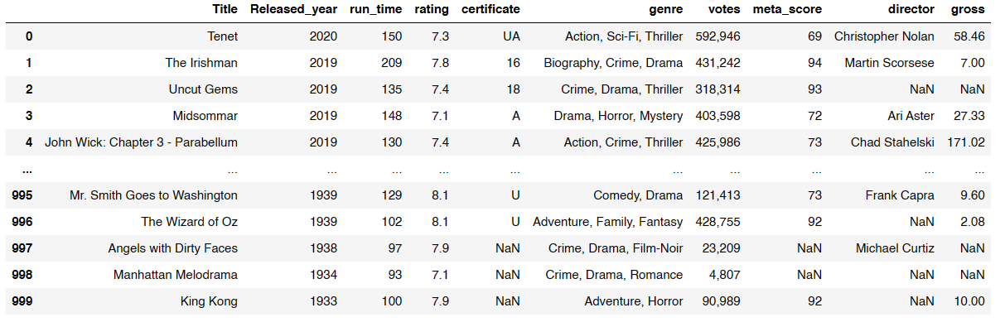 Title Released_year run_time rating certificate genre votes meta_score director gross
0 Tenet 2020 150 7.3 UA Action, Sci-Fi, Thriller 592,946 69 Christopher Nolan 58.46
1 The Irishman 2019 209 7.8 16 Biography, Crime, Drama 431,242 94 Martin Scorsese 7.00
2 Uncut Gems 2019 135 7.4 18 Crime, Drama, Thriller 318,314 93 NaN NaN
3 Midsommar 2019 148 7.1 A Drama, Horror, Mystery 403,598 72 Ari Aster 27.33
4 John Wick: Chapter 3 - Parabellum 2019 130 7.4 A Action, Crime, Thriller 425,986 73 Chad Stahelski 171.02
... ... ... ... ... ... ... ... ... ... ...
995 Mr. Smith Goes to Washington 1939 129 8.1 U Comedy, Drama 121,413 73 Frank Capra 9.60
996 The Wizard of Oz 1939 102 8.1 U Adventure, Family, Fantasy 428,755 92 NaN 2.08
997 Angels with Dirty Faces 1938 97 7.9 NaN Crime, Drama, Film-Noir 23,209 NaN Michael Curtiz NaN
998 Manhattan Melodrama 1934 93 7.1 NaN Crime, Drama, Romance 4,807 NaN NaN NaN
999 King Kong 1933 100 7.9 NaN Adventure, Horror 90,989 92 NaN 10.00